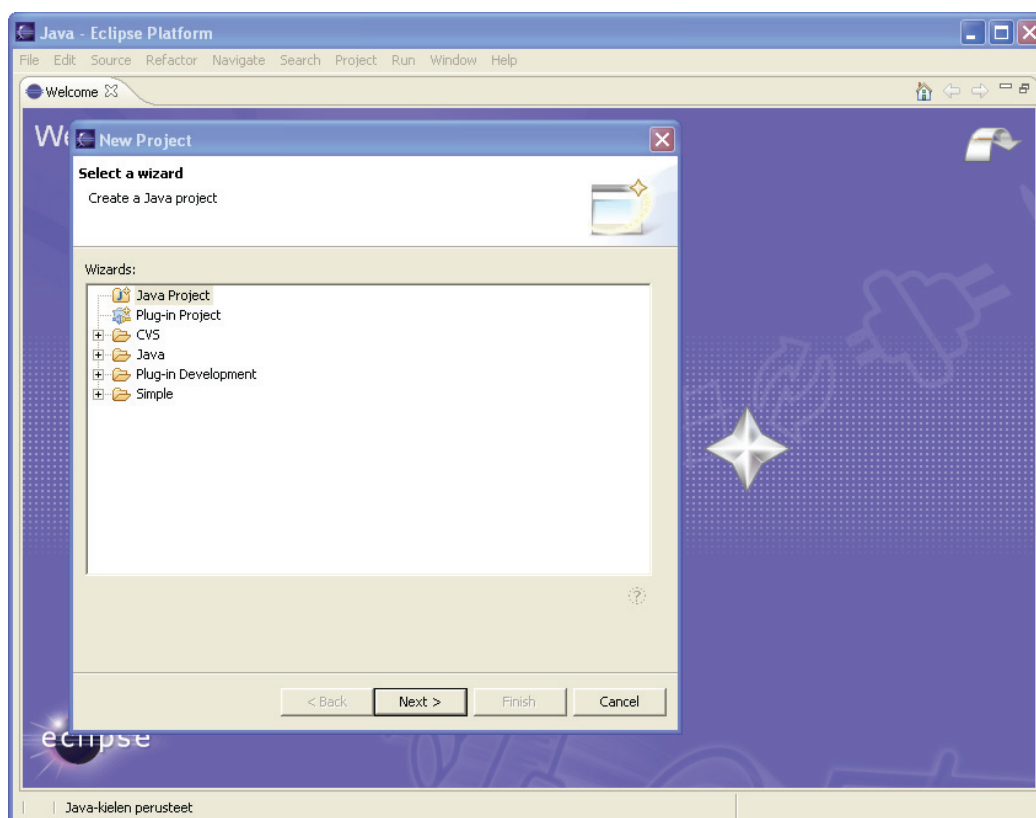 Java - Eclipse Platform
File Edit Source Refactor Navigate Search Project Run Window Help
Welcome
We
New Project
Select a wizard
Create a Java project
Wizards:
Java Project
Plug-in Project
CVS
Java
Plug-in Development
Simple
< Back Next > Finish Cancel
eclipse
Java-kielen perusteet